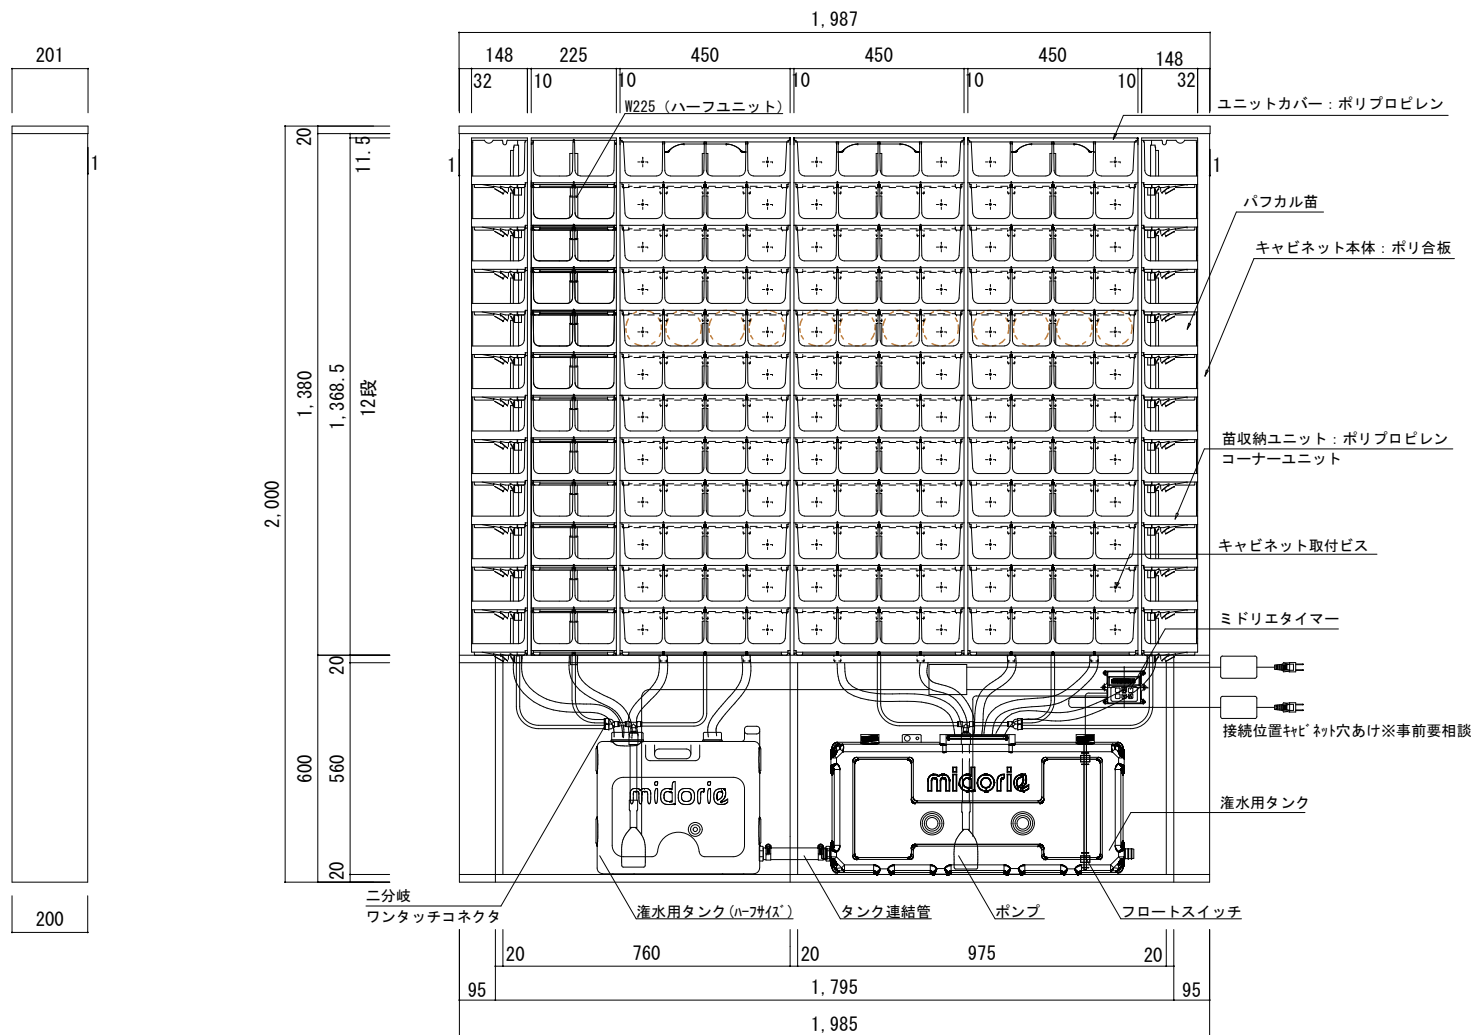 1,987
201
148
225
450
450
450
148
32
10
10
10
10
10
32
W225 (ハーフユニット)
ユニットカバー：ポリプロピレン
20
11.5
1
1
1
パフカル苗
キャビネット本体：ポリ合板
1,380
1,368.5
12段
2,000
苗収納ユニット：ポリプロピレン
コーナーユニット
キャビネット取付ビス
ミドリエタイマー
20
接続位置ｷｬﾋﾞﾈｯﾄ穴あけ※事前要相談
600
560
midorie
midorie
灌水用タンク
20
二分岐
ワンタッチコネクタ
灌水用タンク(ﾊｰﾌｻｲｽﾞ)
タンク連結管
ポンプ
フロートスイッチ
200
20
760
20
975
20
95
1,795
95
1,985